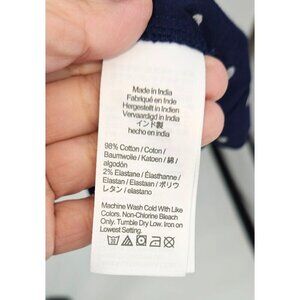 Made in India
Fabriqué en Inde
Hergestellt in Indien
Vervaardigd in India
インド製
hecho en india
98% Cotton / Coton /
Baumwolle / Katoen / 綿 /
algodón
2% Elastane / Élasthanne /
Elastan / Elastaan / ポリウ
レタン / elastano
Machine Wash Cold With Like
Colors. Non-Chlorine Bleach
Only. Tumble Dry Low. Iron on
Lowest Setting.